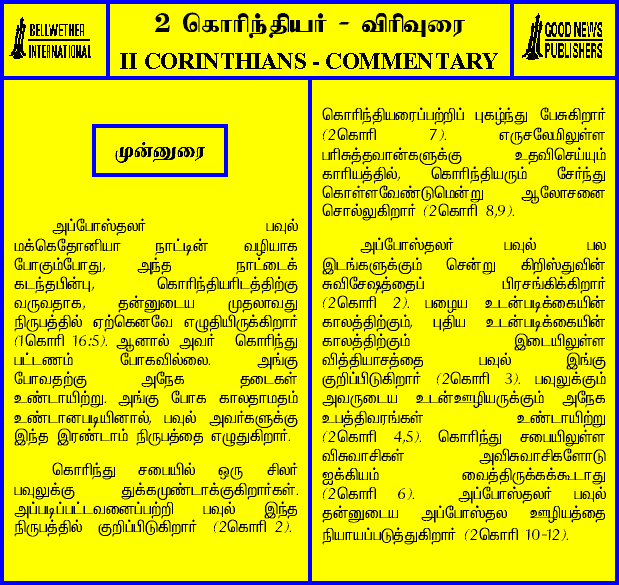 BELLWETHER
INTERNATIONAL
2 கொரிந்தியர் - விரிவுரை
II CORINTHIANS - COMMENTARY
GOOD NEWS
PUBLISHERS
முன்னுரை
அப்போஸ்தலர் பவுல்
மக்கெதோனியா நாட்டின் வழியாக
போகும்போது, அந்த நாட்டைக்
கடந்தபின்பு, கொரிந்தியரிடத்திற்கு
வருவதாக, தன்னுடைய முதலாவது
நிருபத்தில் ஏற்கெனவே எழுதியிருக்கிறார்
(1கொரி 16:5). ஆனால் அவர் கொரிந்து
பட்டணம் போகவில்லை. அங்கு
போவதற்கு அநேக தடைகள்
உண்டாயிற்று. அங்கு போக காலதாமதம்
உண்டானபடியினால், பவுல் அவர்களுக்கு
இந்த இரண்டாம் நிருபத்தை எழுதுகிறார்.
கொரிந்து சபையில் ஒரு சிலர்
பவுலுக்கு துக்கமுண்டாக்குகிறார்கள்.
அப்படிப்பட்டவனைப்பற்றி பவுல் இந்த
நிருபத்தில் குறிப்பிடுகிறார் (2கொரி 2).
கொரிந்தியரைப்பற்றிப் புகழ்ந்து பேசுகிறார்
(2கொரி 7). எருசலேமிலுள்ள
பரிசுத்தவான்களுக்கு உதவிசெய்யும்
காரியத்தில், கொரிந்தியரும் சேர்ந்து
கொள்ளவேண்டுமென்று ஆலோசனை
சொல்லுகிறார் (2கொரி 8,9).
அப்போஸ்தலர் பவுல் பல
இடங்களுக்கும் சென்று கிறிஸ்துவின்
சுவிசேஷத்தைப் பிரசங்கிக்கிறார்
(2கொரி 2). பழைய உடன்படிக்கையின்
காலத்திற்கும், புதிய உடன்படிக்கையின்
காலத்திற்கும் இடையிலுள்ள
வித்தியாசத்தை பவுல் இங்கு
குறிப்பிடுகிறார் (2கொரி 3). பவுலுக்கும்
அவருடைய உடன்ஊழியருக்கும் அநேக
உபத்திவரங்கள் உண்டாயிற்று
(2கொரி 4,5). கொரிந்து சபையிலுள்ள
விசுவாசிகள் அவிசுவாசிகளோடு
ஐக்கியம் வைத்திருக்கக்கூடாது
(2கொரி 6). அப்போஸ்தலர் பவுல்
தன்னுடைய அப்போஸ்தல ஊழியத்தை
நியாயப்படுத்துகிறார் (2கொரி 10-12).